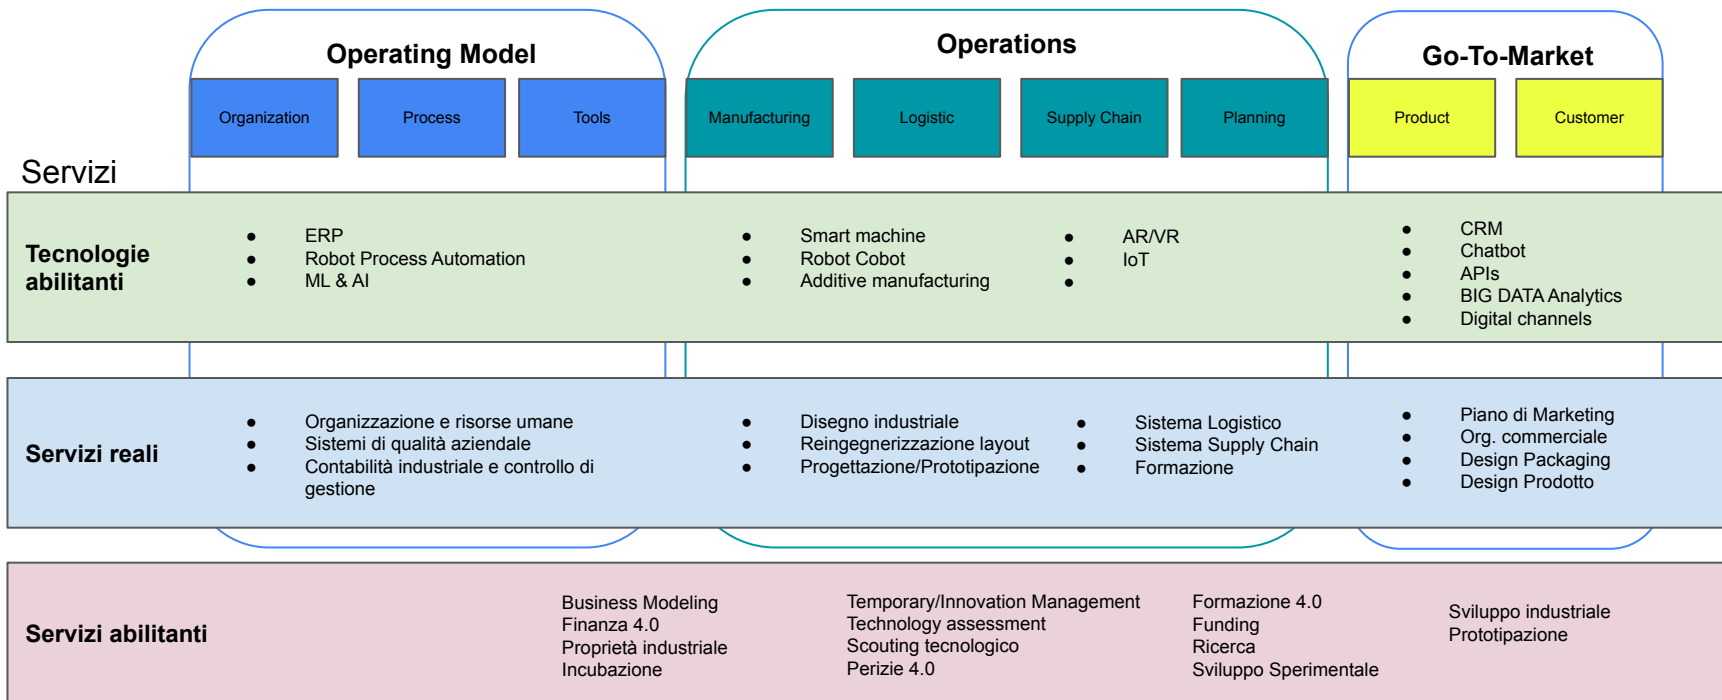 Operating Model
Operations
Go-To-Market
Organization
Process
Tools
Manufacturing
Logistic
Supply Chain
Planning
Product
Customer
Servizi
Tecnologie
abilitanti
● ERP
● Robot Process Automation
● ML & AI
● Smart machine
● Robot Cobot
● Additive manufacturing
● AR/VR
● IoT
●
● CRM
● Chatbot
● APIs
● BIG DATA Analytics
● Digital channels
Servizi reali
● Organizzazione e risorse umane
● Sistemi di qualità aziendale
● Contabilità industriale e controllo di
gestione
● Disegno industriale
● Reingegnerizzazione layout
● Progettazione/Prototipazione
● Sistema Logistico
● Sistema Supply Chain
● Formazione
● Piano di Marketing
● Org. commerciale
● Design Packaging
● Design Prodotto
Servizi abilitanti
Business Modeling
Finanza 4.0
Proprietà industriale
Incubazione
Temporary/Innovation Management
Technology assessment
Scouting tecnologico
Perizie 4.0
Formazione 4.0
Funding
Ricerca
Sviluppo Sperimentale
Sviluppo industriale
Prototipazione